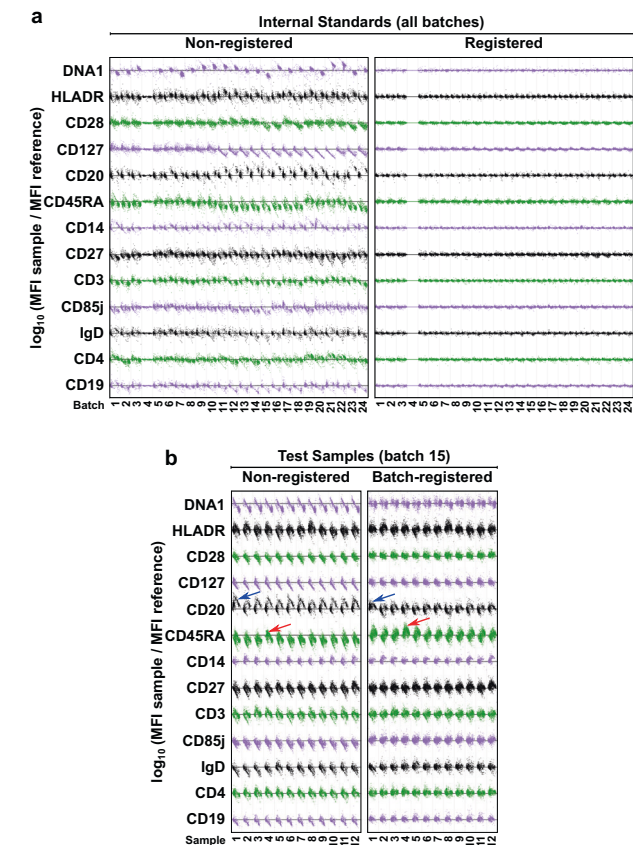 a
Internal Standards (all batches)
Non-registered
Registered
log10 (MFI sample / MFI reference)
DNA1
HLADR
CD28
CD127
CD20
CD45RA
CD14
CD27
CD3
CD85j
IgD
CD4
CD19
Batch 1 2 3 4 5 6 7 8 9 10 11 12 13 14 15 16 17 18 19 20 21 22 23 24 1 2 3 4 5 6 7 8 9 10 11 12 13 14 15 16 17 18 19 20 21 22 23 24
b
Test Samples (batch 15)
Non-registered
Batch-registered
log10 (MFI sample / MFI reference)
DNA1
HLADR
CD28
CD127
CD20
CD45RA
CD14
CD27
CD3
CD85j
IgD
CD4
CD19
Sample 1 2 3 4 5 6 7 8 9 10 11 12 1 2 3 4 5 6 7 8 9 10 11 12